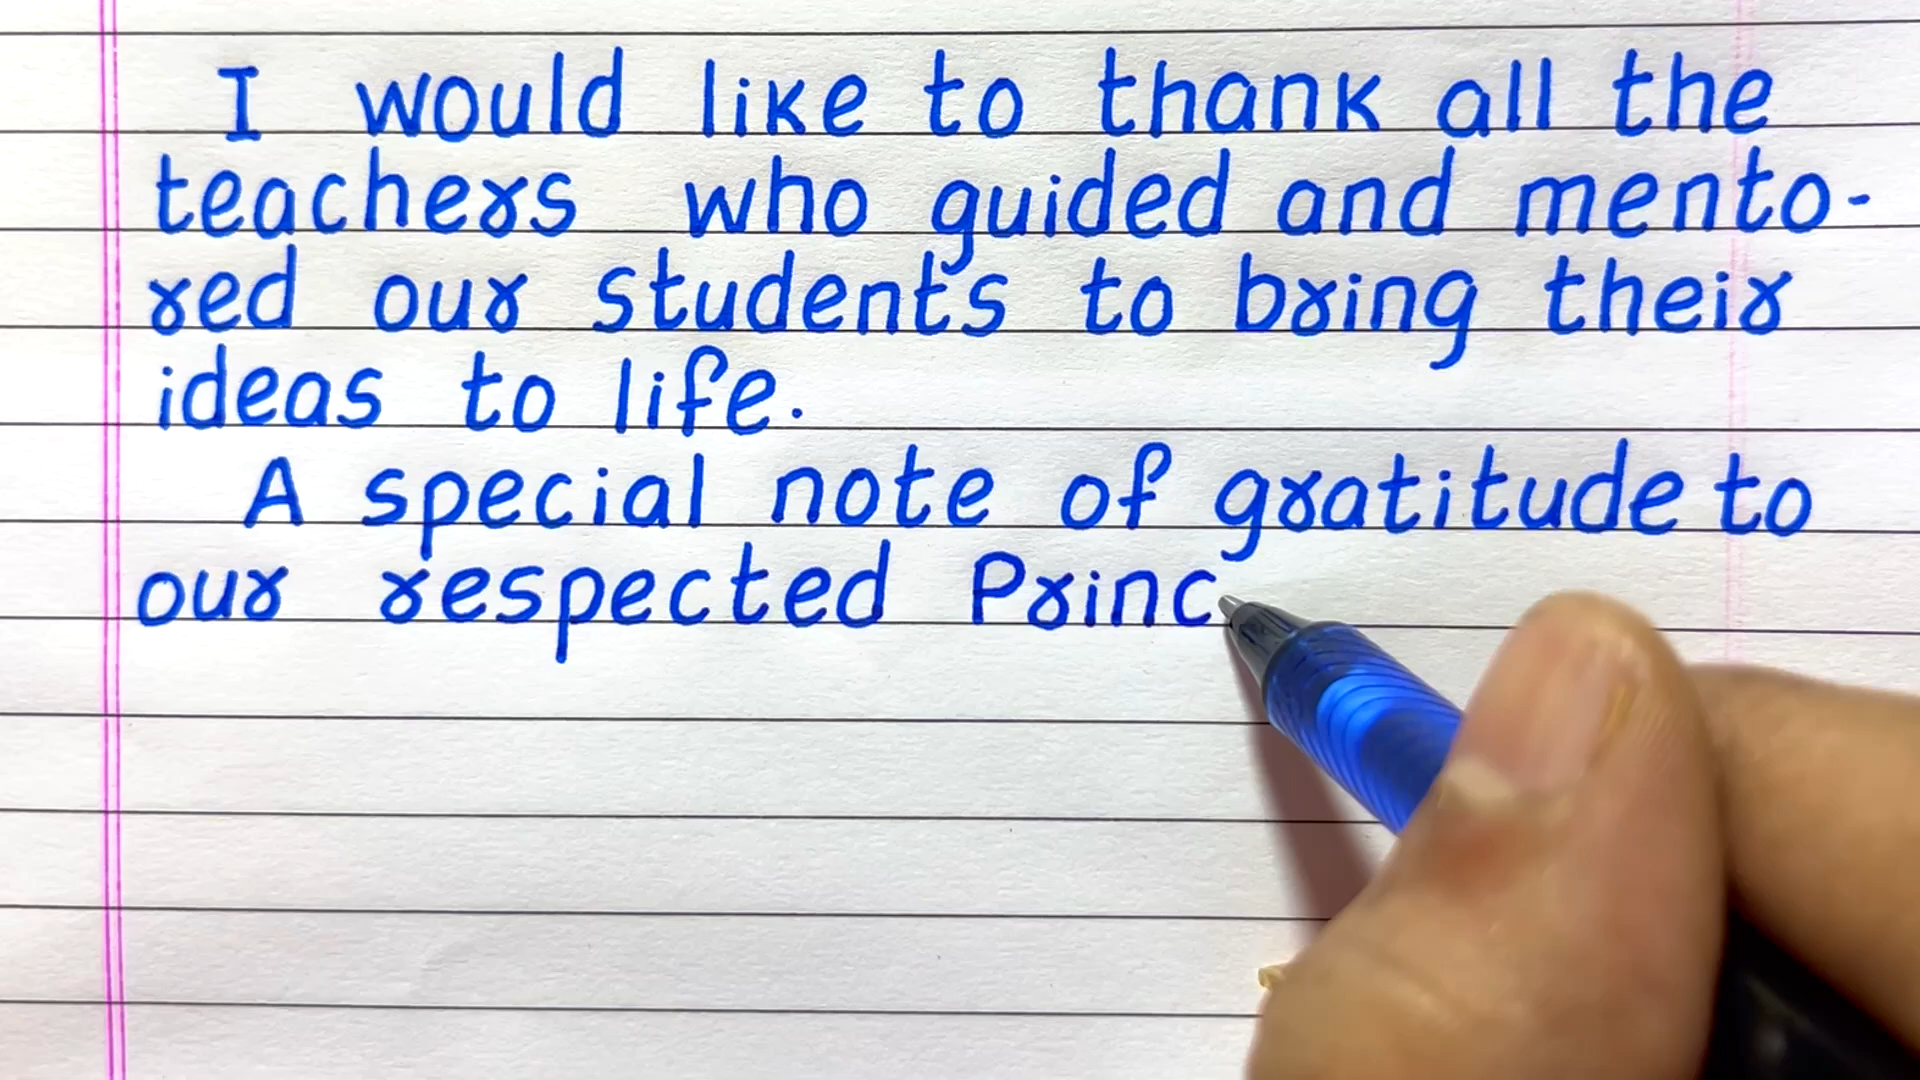 I would like to thank all the
teachers who guided and mento-
red our students to bring their
ideas to life.
A special note of gratitude to
our respected Princ